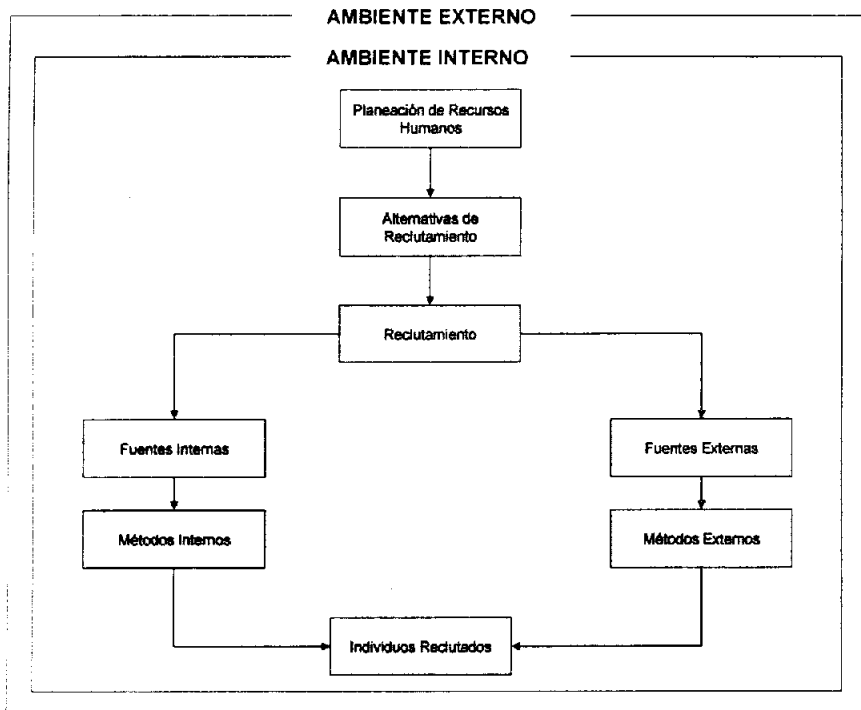 AMBIENTE EXTERNO
AMBIENTE INTERNO
Planeación de Recursos
Humanos
Alternativas de
Reclutamiento
Reclutamiento
Fuentes Internas
Fuentes Externas
Métodos Internos
Métodos Externos
Individuos Reclutados